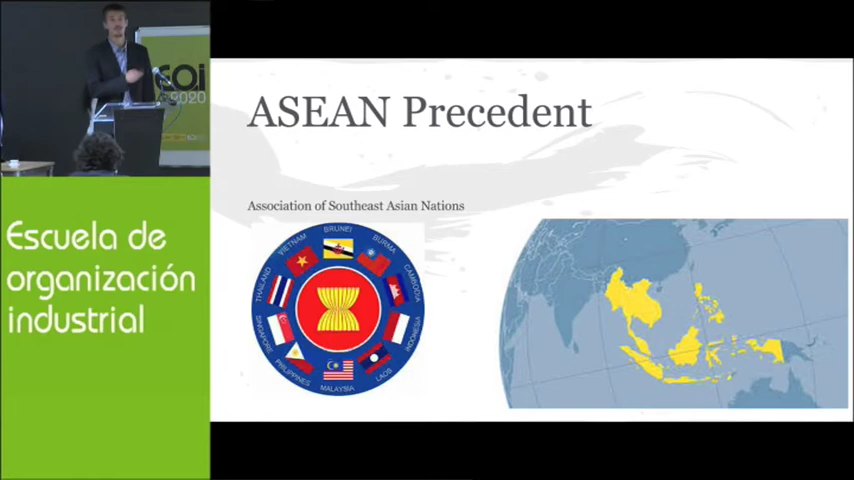 EOi
2020
Escuela de
organización
industrial
ASEAN Precedent
Association of Southeast Asian Nations
BRUNEI
BURMA
CAMBODIA
INDONESIA
LAOS
MALAYSIA
PHILIPPINES
SINGAPORE
THAILAND
VIETNAM